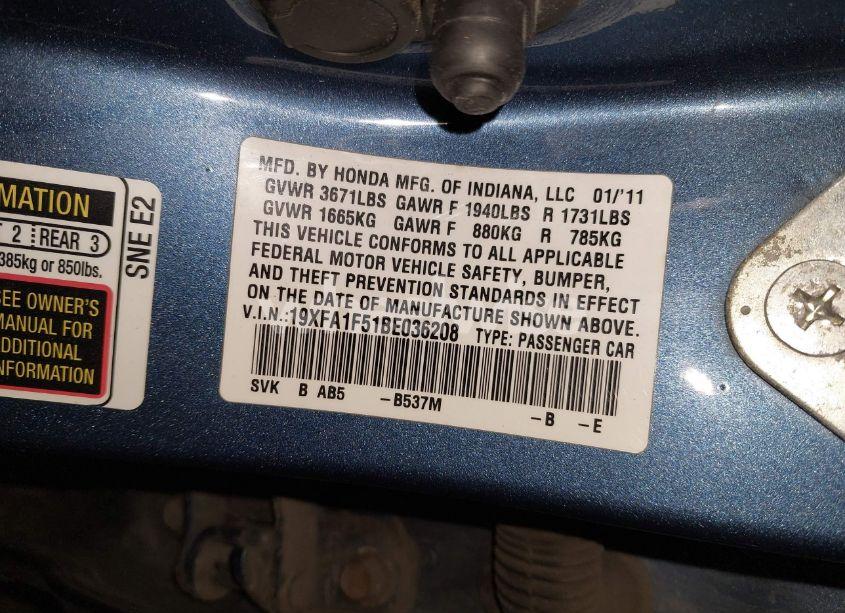 MFD. BY HONDA MFG. OF INDIANA, LLC 01/'11
GVWR 3671LBS GAWR F 1940LBS R 1731LBS
GVWR 1665KG GAWR F 880KG R 785KG
THIS VEHICLE CONFORMS TO ALL APPLICABLE
FEDERAL MOTOR VEHICLE SAFETY, BUMPER,
AND THEFT PREVENTION STANDARDS IN EFFECT
ON THE DATE OF MANUFACTURE SHOWN ABOVE.
V.I.N.:19XFA1F51BE036208 TYPE: PASSENGER CAR
SVK B AB5 -B537M
-B -E
MATION
2 REAR 3
385kg or 850lbs.
SEE OWNER'S
MANUAL FOR
ADDITIONAL
INFORMATION
SNE E2